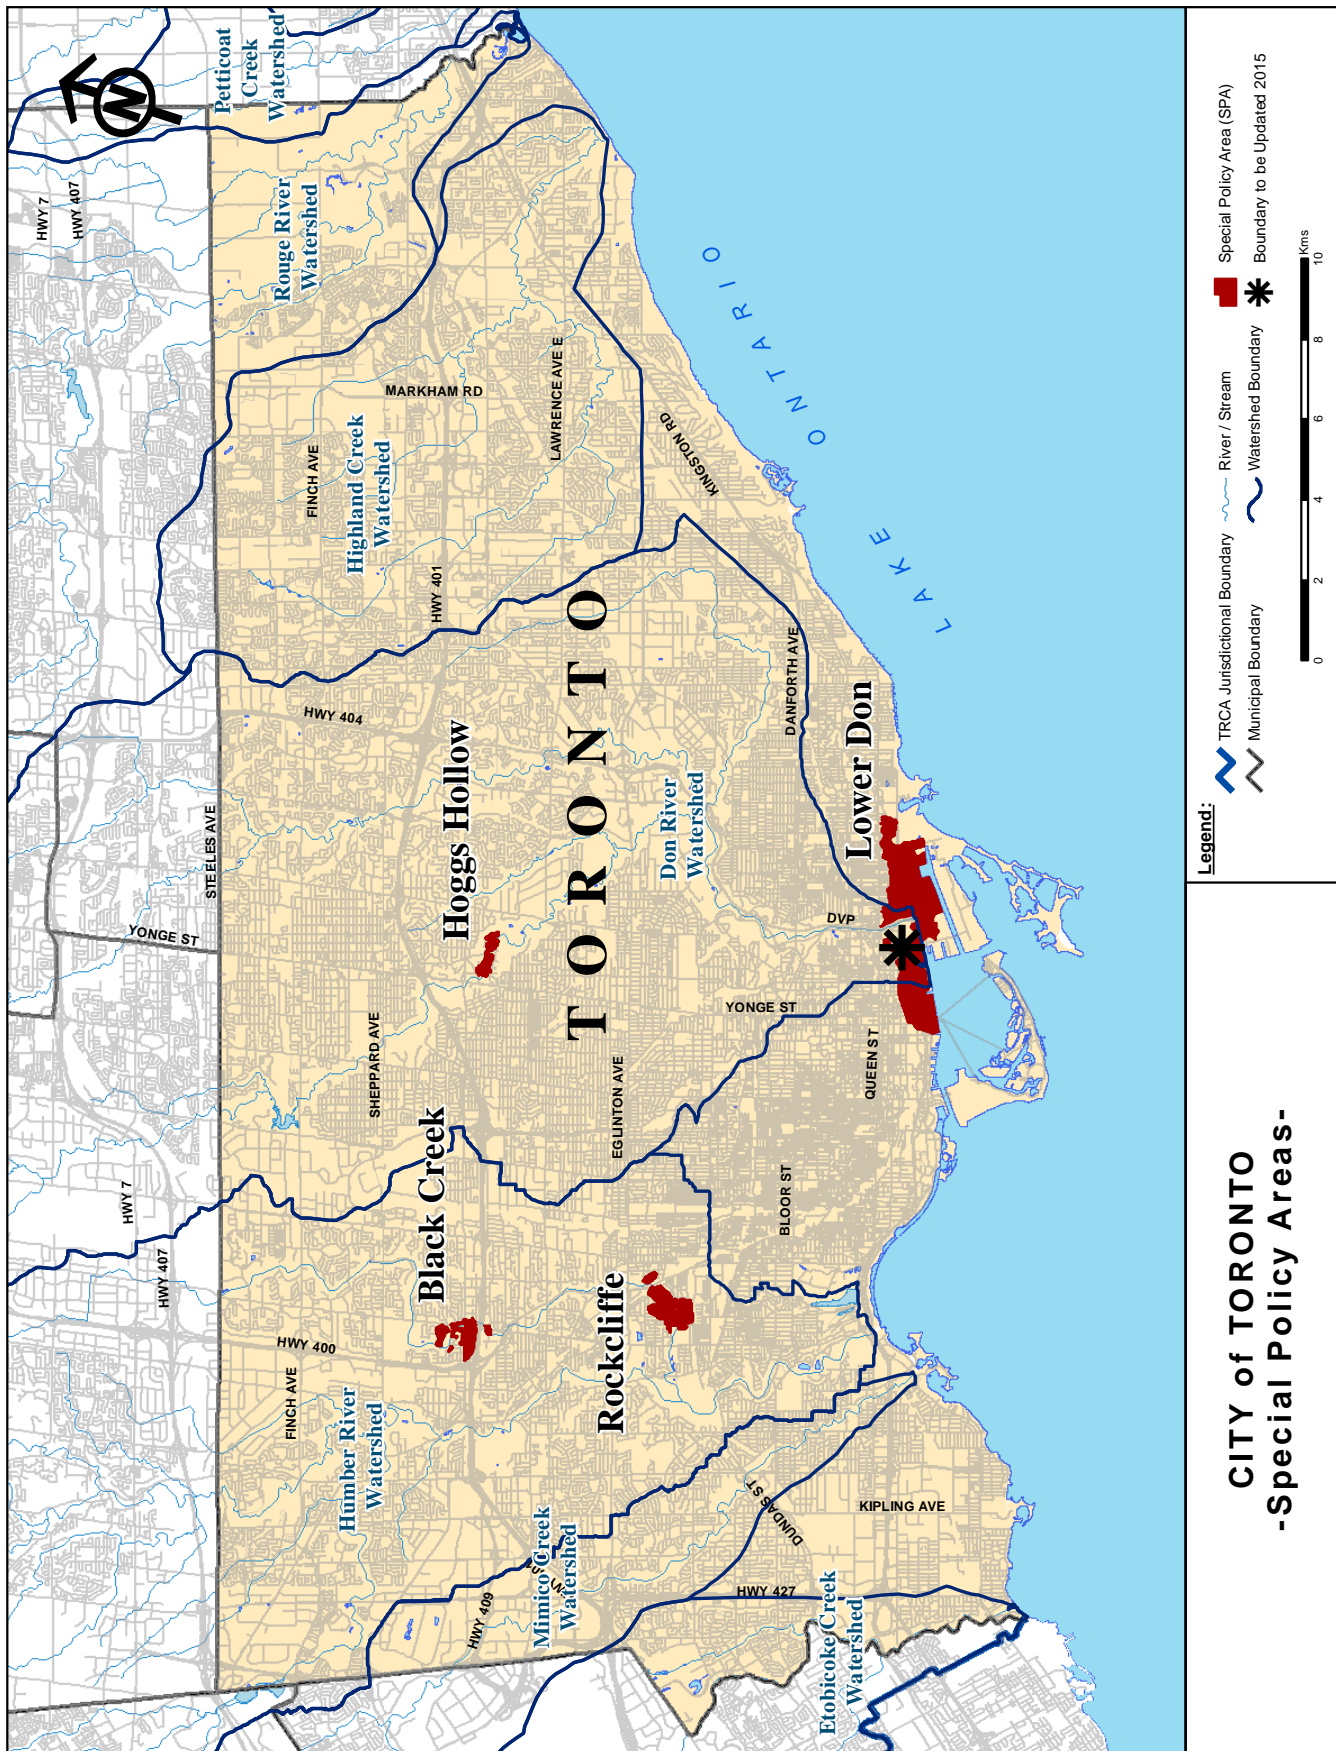 Petticoat
Creek
Watershed
N
HWY 7
HWY 407
Rouge River
Watershed
MARKHAM RD
LAWRENCE AVE E
FINCH AVE
Highland Creek
Watershed
KINGSTON RD
HWY 401
LAKE ONTARIO
TORONTO
HWY 404
DANFORTH AVE
Hoggs Hollow
Lower Don
Don River
Watershed
STEELES AVE
YONGE ST
DVP
YONGE ST
SHEPPARD AVE
QUEEN ST
EGLINTON AVE
Black Creek
BLOOR ST
HWY 7
HWY 407
HWY 400
Rockcliffe
FINCH AVE
Humber River
Watershed
DUNDAS ST
KIPLING AVE
Mimico Creek
Watershed
HWY 409
HWY 427
Etobicoke Creek
Watershed
Legend:
TRCA Jurisdictional Boundary
River / Stream
Special Policy Area (SPA)
Municipal Boundary
Watershed Boundary
Boundary to be Updated 2015
0 2 4 6 8 10
Kms
CITY of TORONTO
-Special Policy Areas-